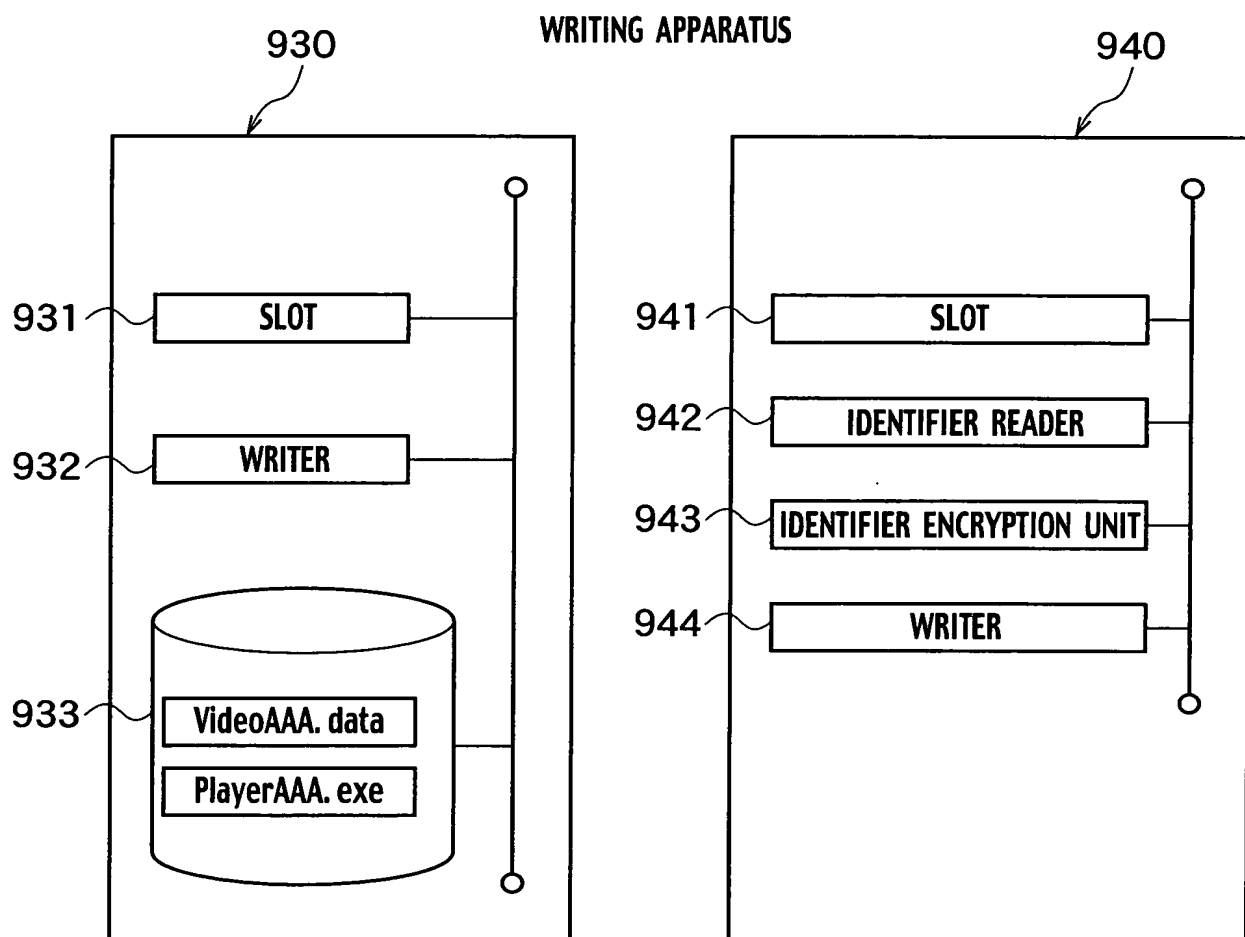 WRITING APPARATUS
930
940
931
SLOT
932
WRITER
933
VideoAAA. data
PlayerAAA. exe
941
SLOT
942
IDENTIFIER READER
943
IDENTIFIER ENCRYPTION UNIT
944
WRITER